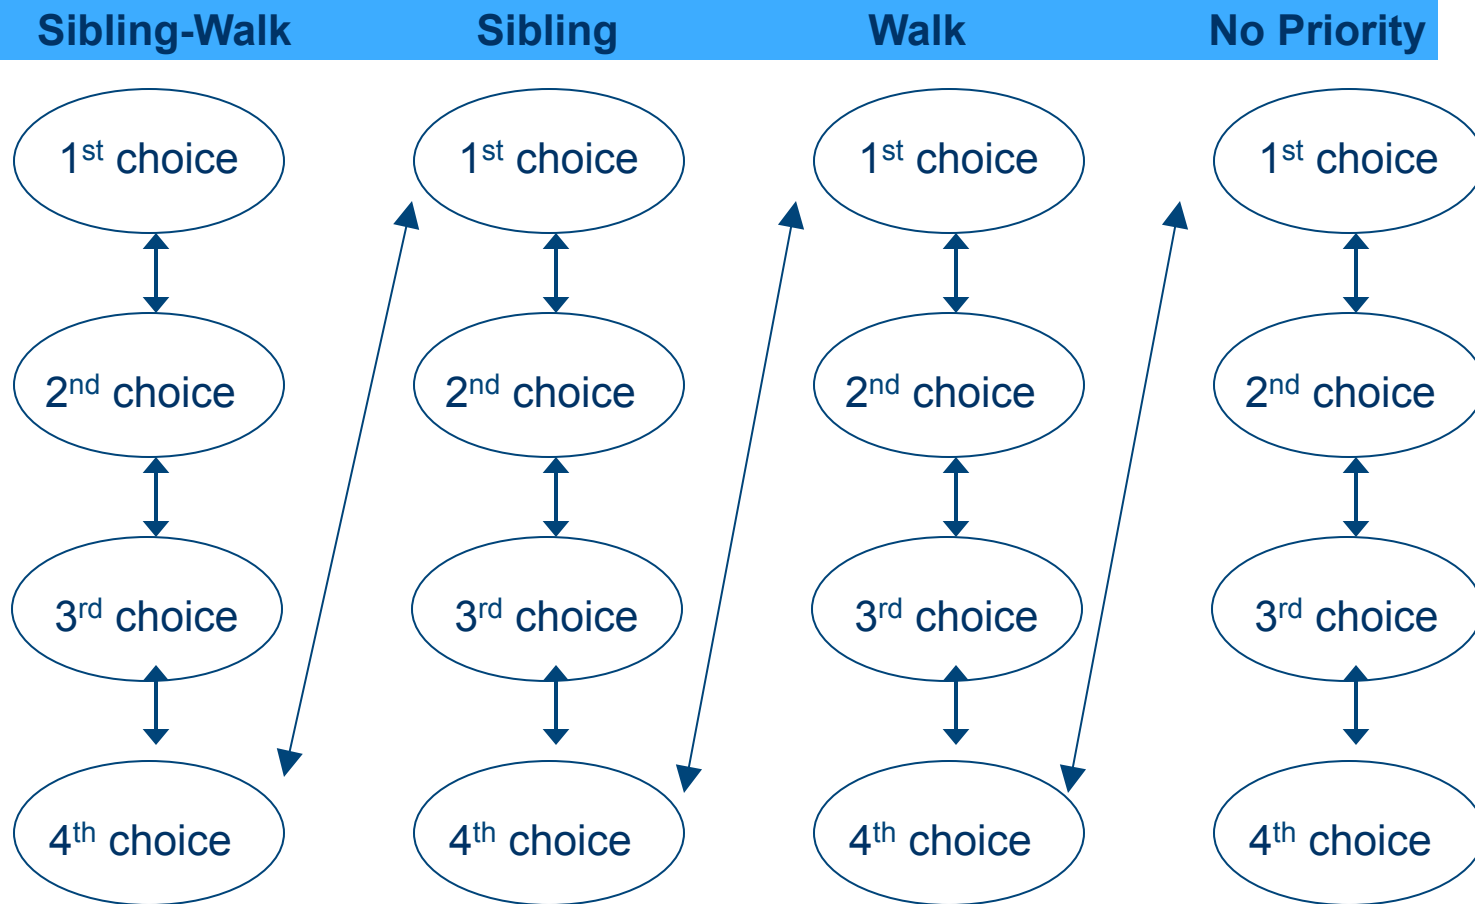 Sibling-Walk Sibling Walk No Priority
1st choice 1st choice 1st choice 1st choice
2nd choice 2nd choice 2nd choice 2nd choice
3rd choice 3rd choice 3rd choice 3rd choice
4th choice 4th choice 4th choice 4th choice